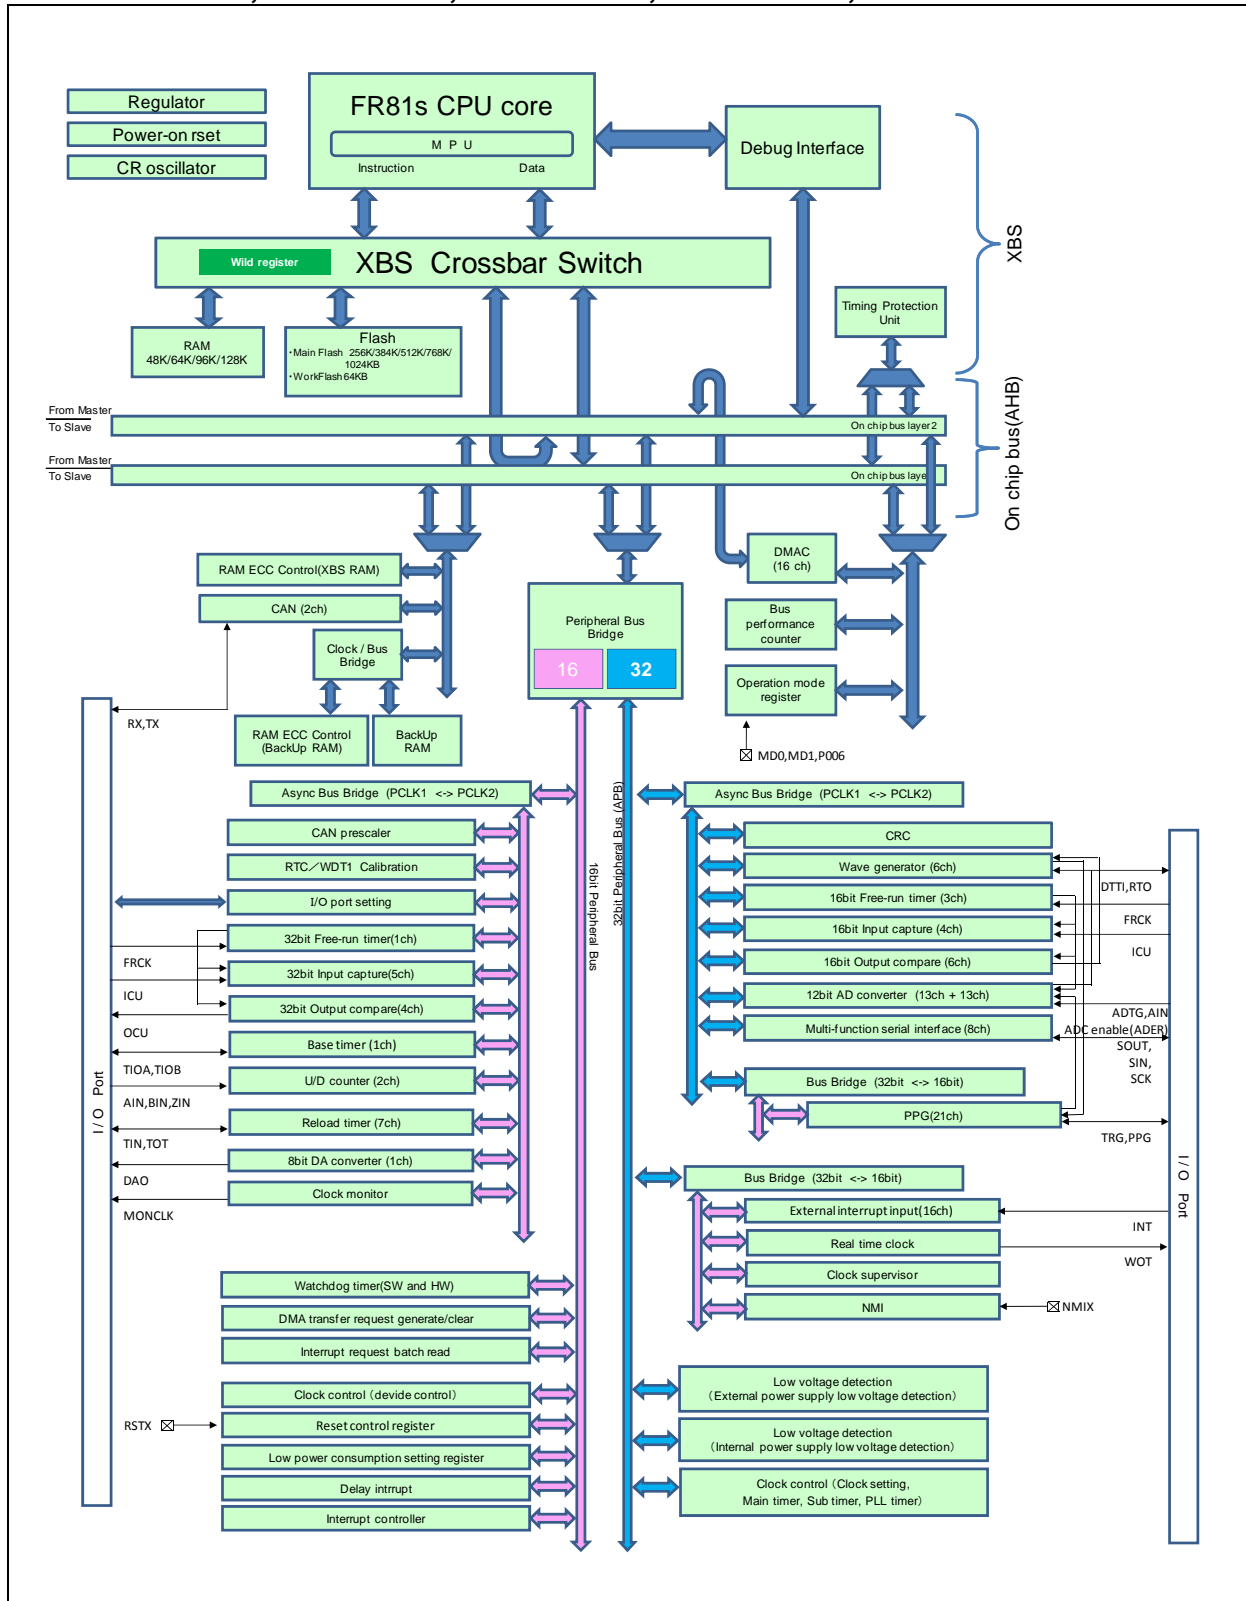 Regulator
Power-on rset
CR oscillator
FR81s CPU core
M P U
Instruction
Data
Debug Interface
XBS
Wild register
XBS Crossbar Switch
Timing Protection
Unit
RAM
48K/64K/96K/128K
Flash
・Main Flash 256K/384K/512K/768K/
1024KB
・WorkFlash 64KB
From Master
To Slave
On chip bus layer 2
From Master
To Slave
On chip bus layer
On chip bus(AHB)
RAM ECC Control(XBS RAM)
CAN (2ch)
Clock / Bus
Bridge
RAM ECC Control
(BackUp RAM)
BackUp
RAM
RX,TX
Peripheral Bus
Bridge
16
32
DMAC
(16 ch)
Bus
performance
counter
Operation mode
register
MD0,MD1,P006
Async Bus Bridge (PCLK1 <-> PCLK2)
CAN prescaler
RTC／WDT1 Calibration
I/O port setting
32bit Free-run timer(1ch)
32bit Input capture(5ch)
32bit Output compare(4ch)
Base timer (1ch)
U/D counter (2ch)
Reload timer (7ch)
8bit DA converter (1ch)
Clock monitor
FRCK
ICU
OCU
TIOA,TIOB
AIN,BIN,ZIN
TIN,TOT
DAO
MONCLK
I / O Port
16bit Peripheral Bus
32bit Peripheral Bus (APB)
Async Bus Bridge (PCLK1 <-> PCLK2)
CRC
Wave generator (6ch)
16bit Free-run timer (3ch)
16bit Input capture (4ch)
16bit Output compare (6ch)
12bit AD converter (13ch + 13ch)
Multi-function serial interface (8ch)
Bus Bridge (32bit <-> 16bit)
PPG(21ch)
DTTI,RTO
FRCK
ICU
ADTG,AIN
ADC enable(ADER)
SOUT,
SIN,
SCK
TRG,PPG
I / O Port
Bus Bridge (32bit <-> 16bit)
External interrupt input(16ch)
Real time clock
Clock supervisor
NMI
INT
WOT
NMIX
Watchdog timer(SW and HW)
DMA transfer request generate/clear
Interrupt request batch read
Clock control（devide control）
Reset control register
Low power consumption setting register
Delay intrrupt
Interrupt controller
RSTX
Low voltage detection
（External power supply low voltage detection）
Low voltage detection
（Internal power supply low voltage detection）
Clock control（Clock setting,
Main timer, Sub timer, PLL timer）